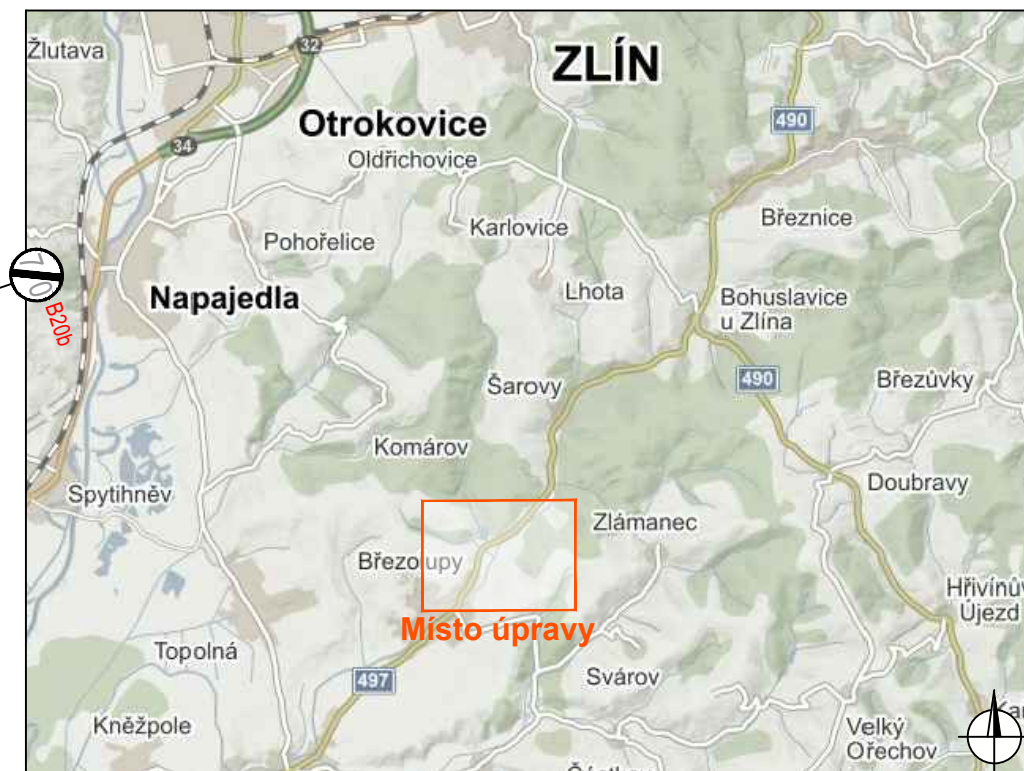 Žlutava
32
ZLÍN
Otrokovice
490
34
Oldřichovice
Karlovice
Březnice
Pohořelice
70
B20b
Napajedla
Lhota
Bohuslavice
u Zlína
Šarovy
490
Březůvky
Komárov
Spytihněv
Doubravy
Zlámanec
Březolupy
Místo úpravy
Topolná
497
Svárov
Kněžpole
Velký
Ořechov
Újezd